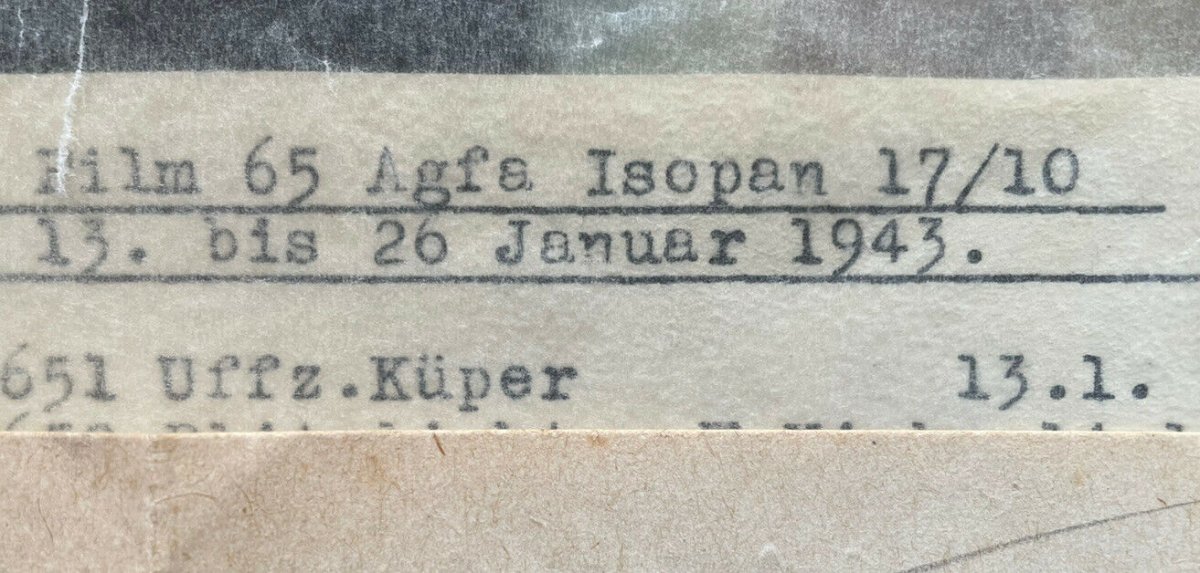 Film 65 Agfa Isopan 17/10
13. bis 26 Januar 1943.
651 Uffz.Küper 13.1.